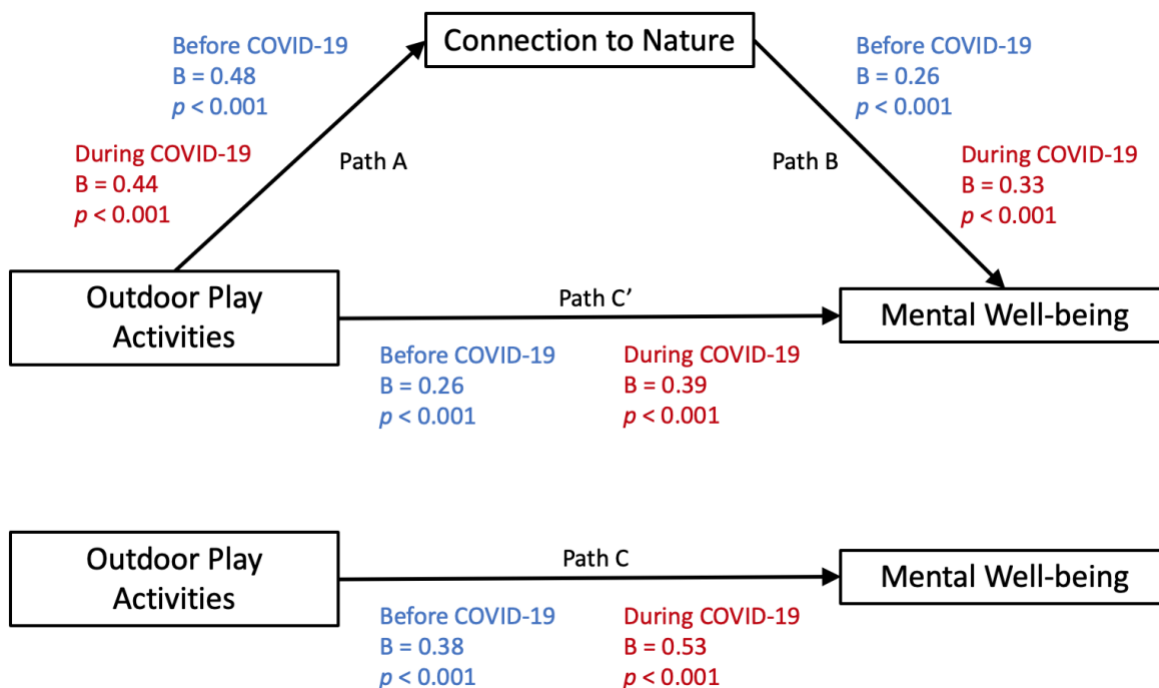 Connection to Nature
Before COVID-19
B = 0.48
p < 0.001
Before COVID-19
B = 0.26
p < 0.001
During COVID-19
B = 0.44
p < 0.001
Path A
Path B
During COVID-19
B = 0.33
p < 0.001
Outdoor Play
Activities
Path C’
Mental Well-being
Before COVID-19
B = 0.26
p < 0.001
During COVID-19
B = 0.39
p < 0.001
Outdoor Play
Activities
Path C
Mental Well-being
Before COVID-19
B = 0.38
p < 0.001
During COVID-19
B = 0.53
p < 0.001